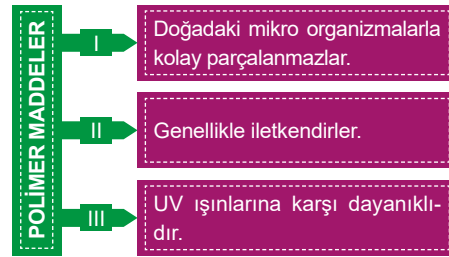 POLİMER MADDELER
I
Doğadaki mikro organizmalarla
kolay parçalanmazlar.
II
Genellikle iletkendirler.
III
UV ışınlarına karşı dayanıklı-
dır.